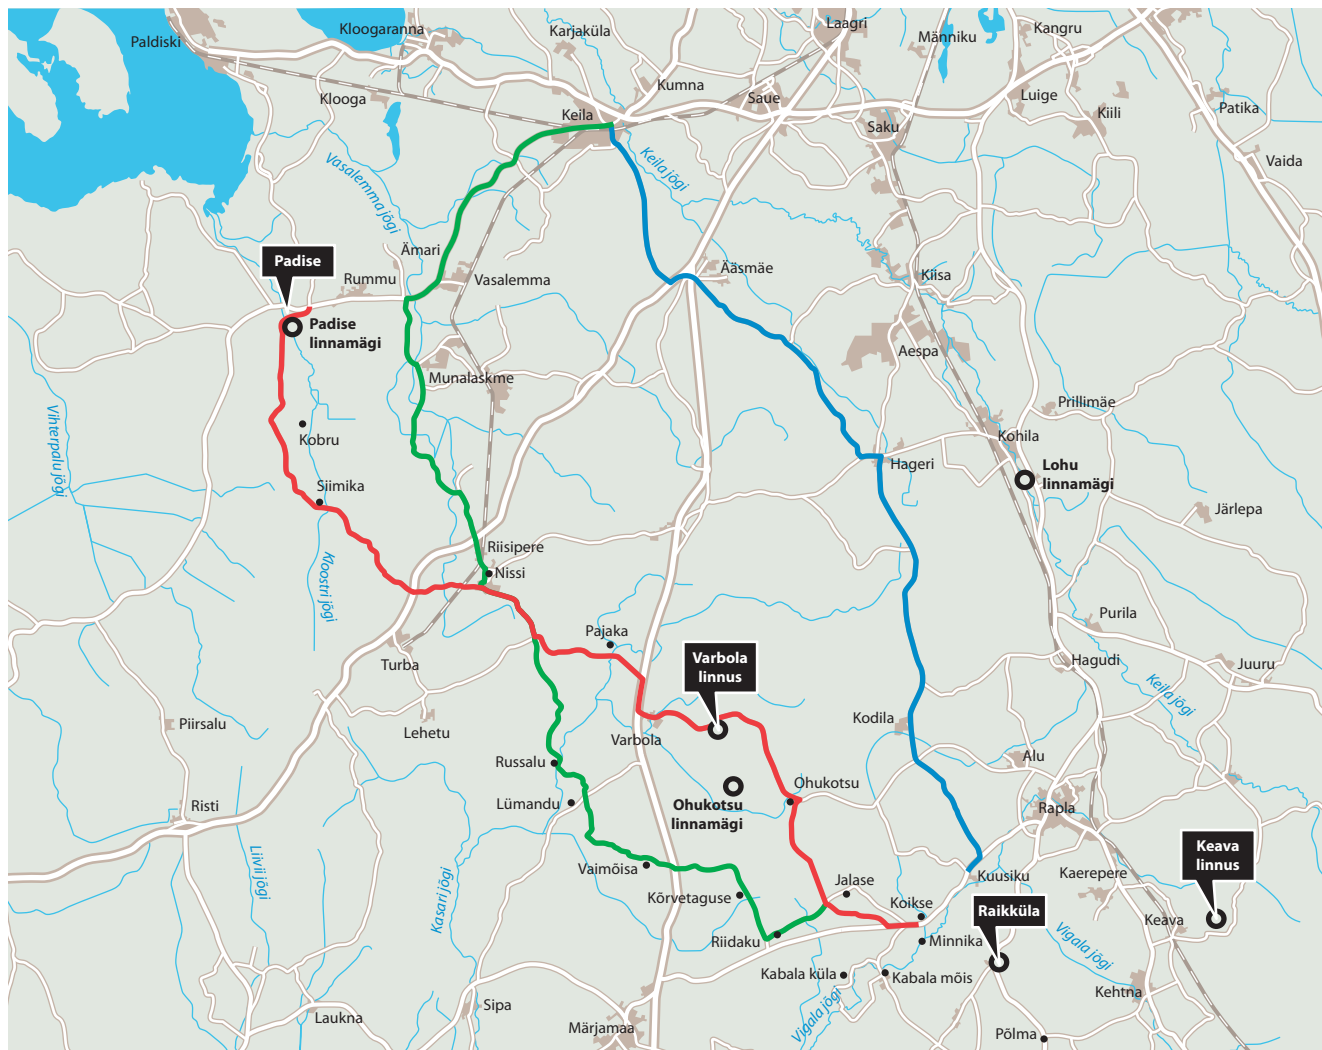 Paldiski
Kloogaranna
Karjaküla
Laagri
Männiku
Kangru
Klooga
Kumna
Saue
Luige
Kiili
Patika
Keila
Saku
Vaida
Keila jõgi
Vasalemma jõgi
Ämari
Padise
Rummu
Vasalemma
Ääsmäe
Kiisa
Padise
linnamägi
Aespa
Munalaskme
Vihterpalu jõgi
Kobru
Prillimäe
Kohila
Hageri
Lohu
linnamägi
Siimika
Järlepa
Riisipere
Nissi
Kloostri jõgi
Purila
Pajaka
Turba
Varbola
linnus
Hagudi
Juuru
Keila jõgi
Piirsalu
Lehetu
Varbola
Kodila
Russalu
Alu
Ohukotsu
Lümandu
Ohukotsu
linnamägi
Risti
Rapla
Keava
linnus
Liivi jõgi
Kasari jõgi
Vaimõisa
Jalase
Kuusiku
Kaerepere
Kõrvetaguse
Koikse
Raikküla
Keava
Riidaku
Minnika
Vigala jõgi
Kabala küla
Kabala mõis
Kehtna
Vigala jõgi
Sipa
Laukna
Märjamaa
Põlma